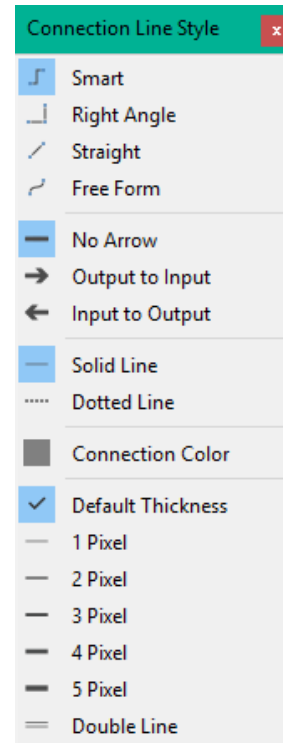 Connection Line Style x
Smart
Right Angle
Straight
Free Form
No Arrow
Output to Input
Input to Output
Solid Line
Dotted Line
Connection Color
Default Thickness
1 Pixel
2 Pixel
3 Pixel
4 Pixel
5 Pixel
Double Line